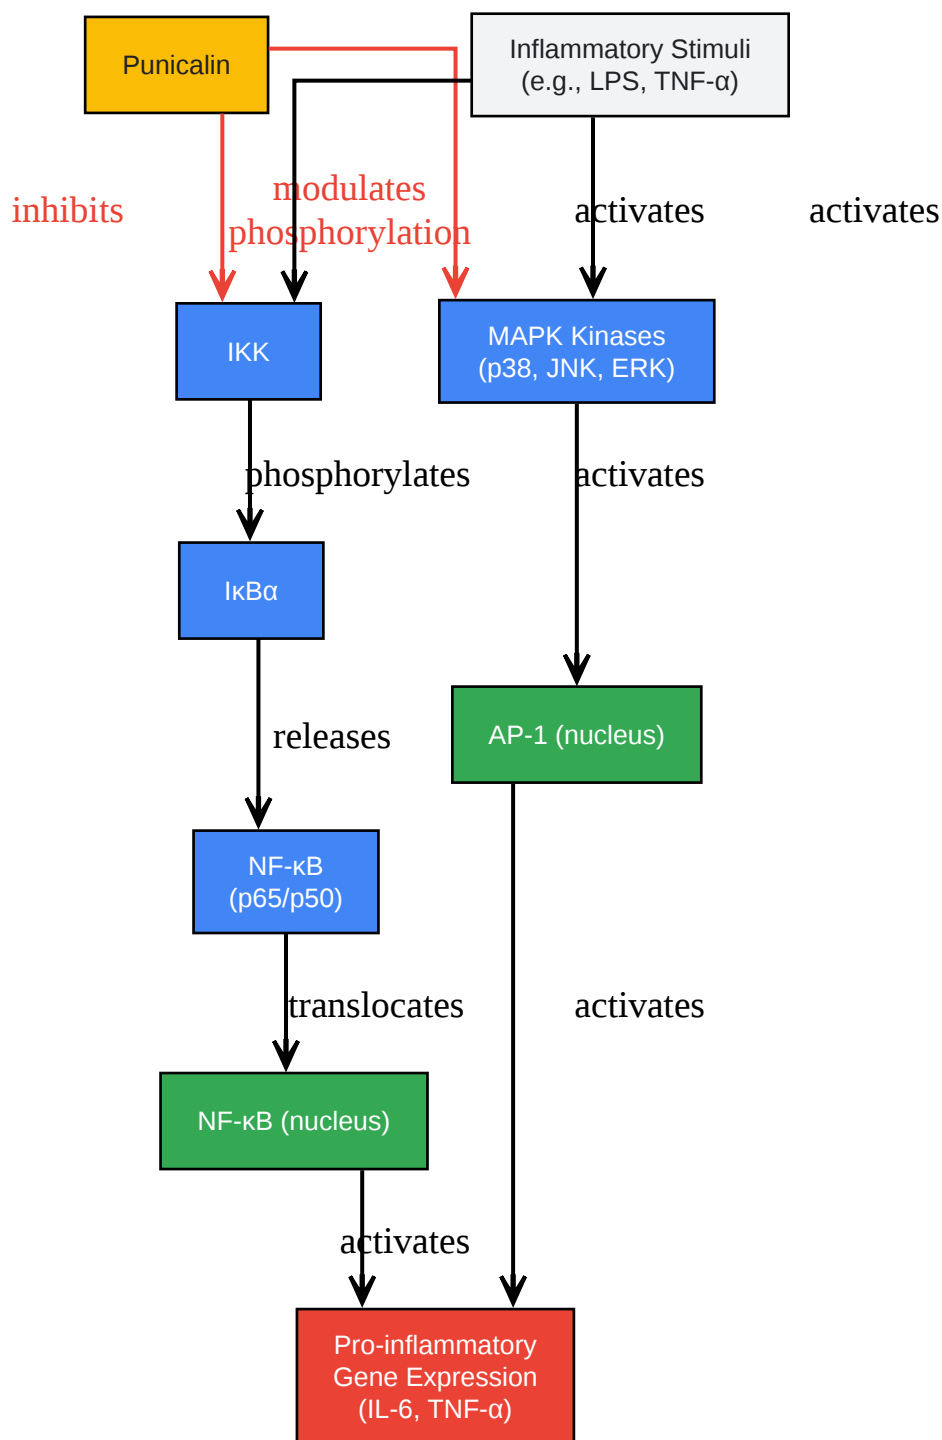 Punicalin
Inflammatory Stimuli
(e.g., LPS, TNF-α)
inhibits
modulates
phosphorylation
activates
activates
IKK
MAPK Kinases
(p38, JNK, ERK)
phosphorylates
activates
IκBα
releases
AP-1 (nucleus)
NF-κB
(p65/p50)
translocates
activates
NF-κB (nucleus)
activates
Pro-inflammatory
Gene Expression
(IL-6, TNF-α)